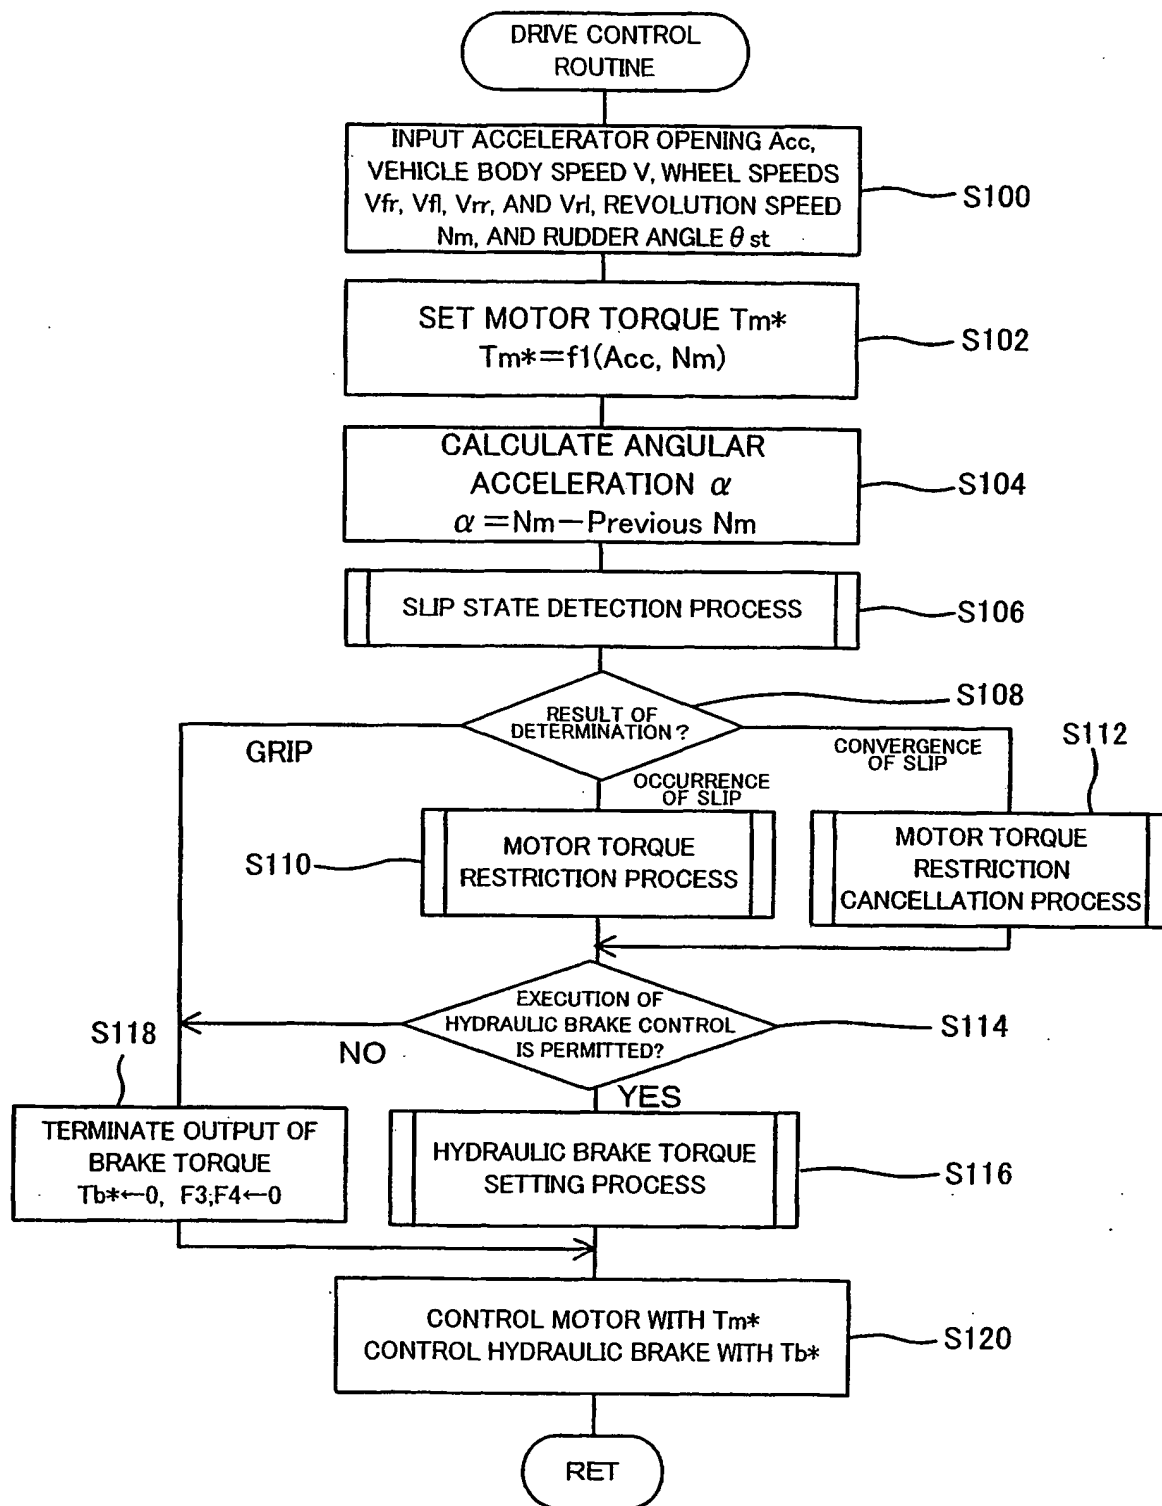 DRIVE CONTROL
ROUTINE
INPUT ACCELERATOR OPENING Acc,
VEHICLE BODY SPEED V, WHEEL SPEEDS
Vfr, Vfl, Vrr, AND Vrl, REVOLUTION SPEED
Nm, AND RUDDER ANGLE θst
S100
SET MOTOR TORQUE Tm*
Tm*=f1(Acc, Nm)
S102
CALCULATE ANGULAR
ACCELERATION α
α=Nm−Previous Nm
S104
SLIP STATE DETECTION PROCESS
S106
RESULT OF
DETERMINATION?
S108
GRIP
OCCURRENCE
OF SLIP
CONVERGENCE
OF SLIP
S112
S110
MOTOR TORQUE
RESTRICTION PROCESS
MOTOR TORQUE
RESTRICTION
CANCELLATION PROCESS
EXECUTION OF
HYDRAULIC BRAKE CONTROL
IS PERMITTED?
S114
NO
YES
S118
TERMINATE OUTPUT OF
BRAKE TORQUE
Tb*←0, F3,F4←0
HYDRAULIC BRAKE TORQUE
SETTING PROCESS
S116
CONTROL MOTOR WITH Tm*
CONTROL HYDRAULIC BRAKE WITH Tb*
S120
RET